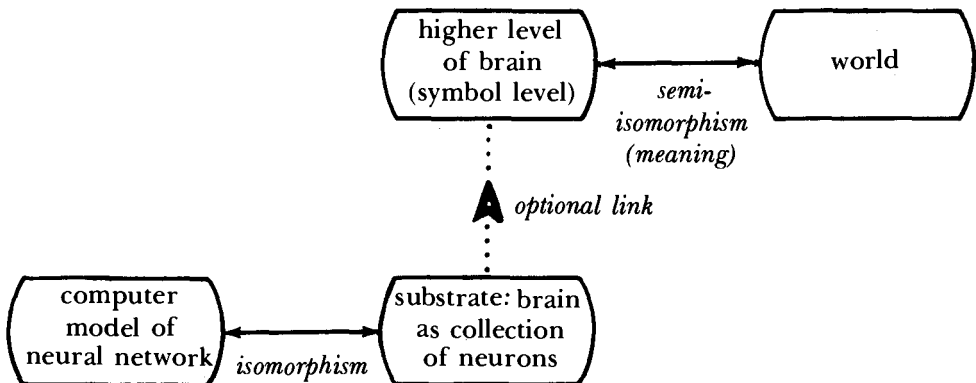 higher level
of brain
(symbol level)
world
semi-
isomorphism
(meaning)
optional link
computer
model of
neural network
isomorphism
substrate: brain
as collection
of neurons